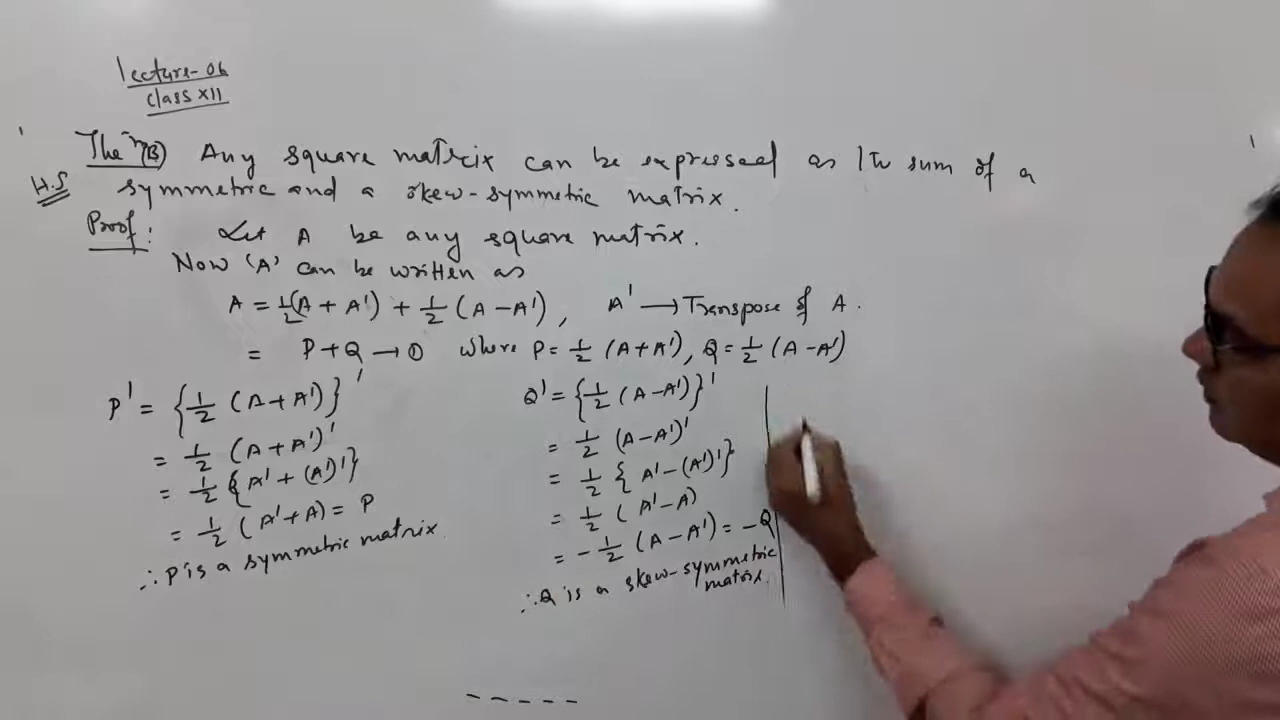 Lecture-06
Class XII
The^m (B) Any square matrix can be expressed as the sum of a
H.S symmetric and a skew-symmetric matrix.
Proof: Let A be any square matrix.
Now 'A' can be written as
A = 1/2(A + A') + 1/2 (A - A'), A' → Transpose of A.
= P+Q → ① where P = 1/2 (A+A'), Q = 1/2 (A-A')
P' = {1/2 (A+A')}'
= 1/2 (A+A')'
= 1/2 {A' + (A')'}
= 1/2 (A'+A) = P
∴ P is a symmetric matrix.
Q' = {1/2 (A-A')}'
= 1/2 (A-A')'
= 1/2 { A' - (A')'}
= 1/2 ( A' - A)
= - 1/2 (A-A') = -Q
∴ Q is a skew-symmetric
matrix.